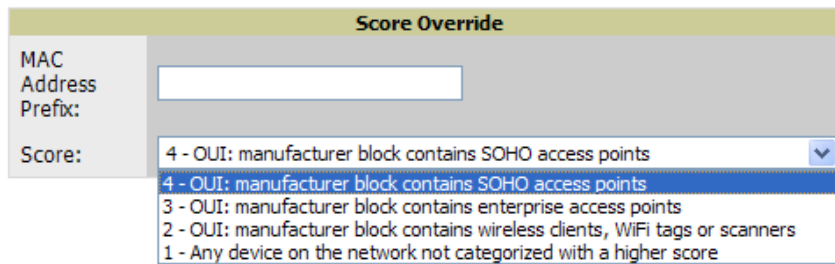 Score Override
MAC
Address
Prefix:
Score:
4 - OUI: manufacturer block contains SOHO access points
4 - OUI: manufacturer block contains SOHO access points
3 - OUI: manufacturer block contains enterprise access points
2 - OUI: manufacturer block contains wireless clients, WiFi tags or scanners
1 - Any device on the network not categorized with a higher score